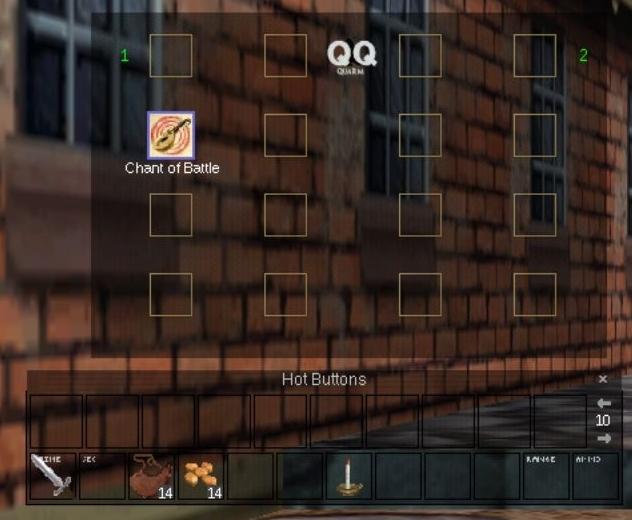 1
QQ
QUARM
2
Chant of Battle
Hot Buttons
×
10
14
14
RANGE
AMMO